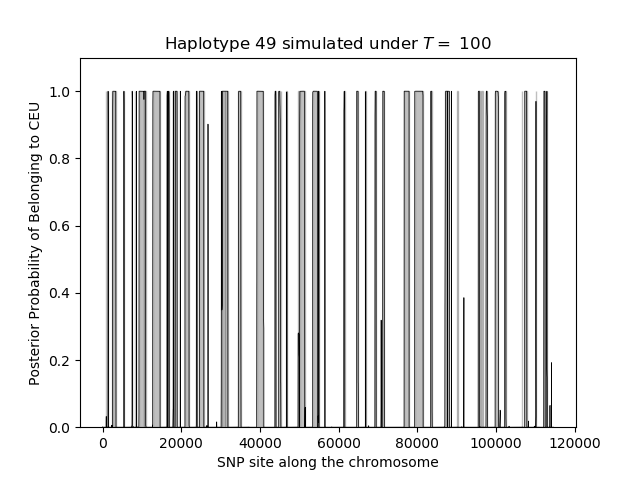 Haplotype 49 simulated under T = 100
Posterior Probability of Belonging to CEU
1.0
0.8
0.6
0.4
0.2
0.0
0 20000 40000 60000 80000 100000 120000
SNP site along the chromosome